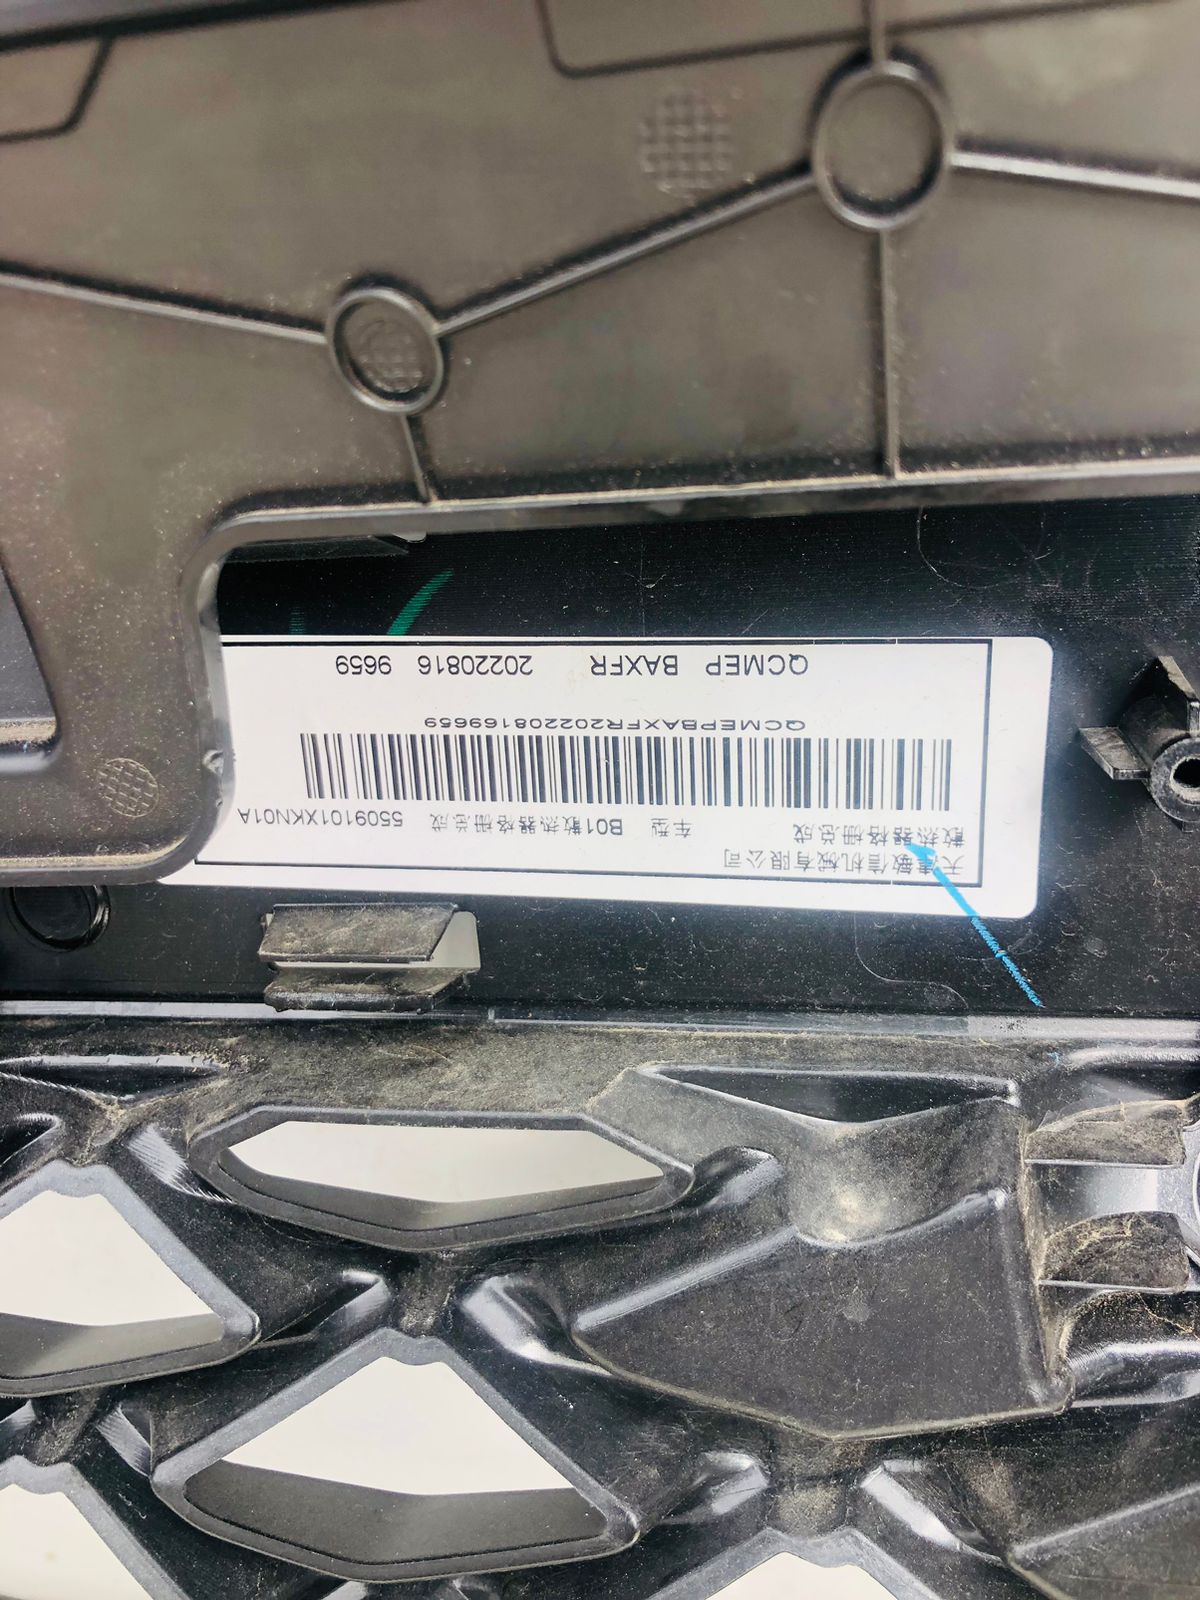 天津敏信机械有限公司
散热器格栅总成
车型 B01散热器格栅总成 5509101XKN01A
QCMEPBAXFR202208169659
QCMEP BAXFR 20220816 9659